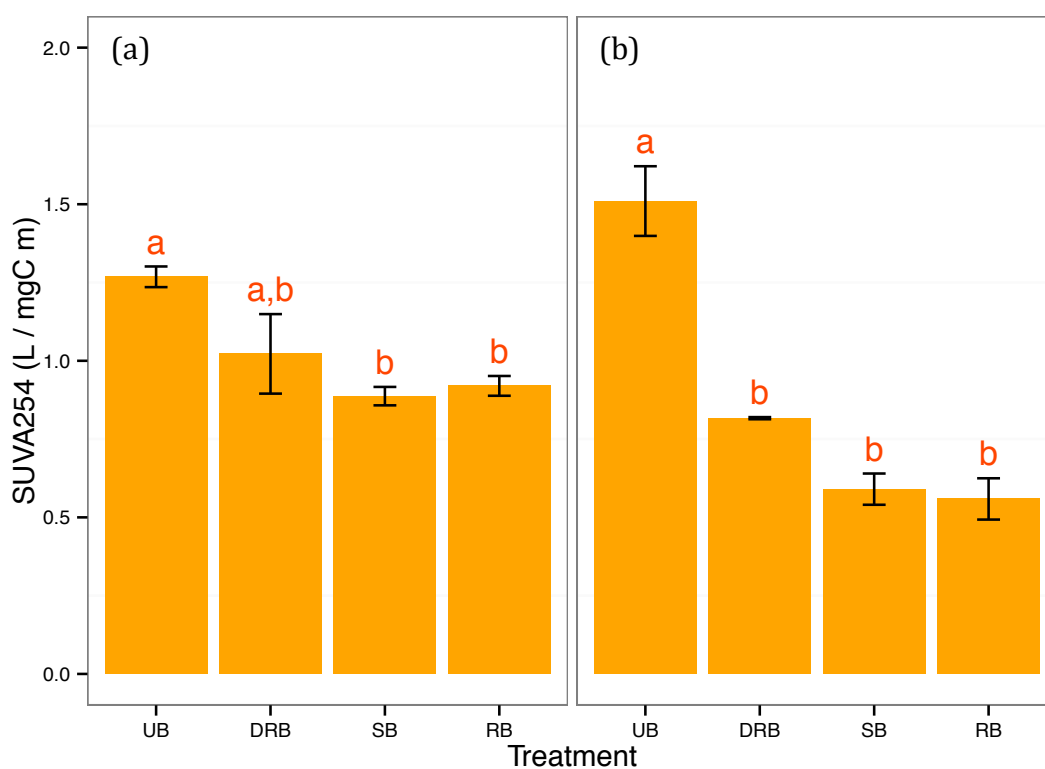 (a)
(b)
SUVA254 (L / mgC m)
2.0
1.5
1.0
0.5
0.0
a
a,b
b
b
a
b
b
b
UB DRB SB RB
UB DRB SB RB
Treatment